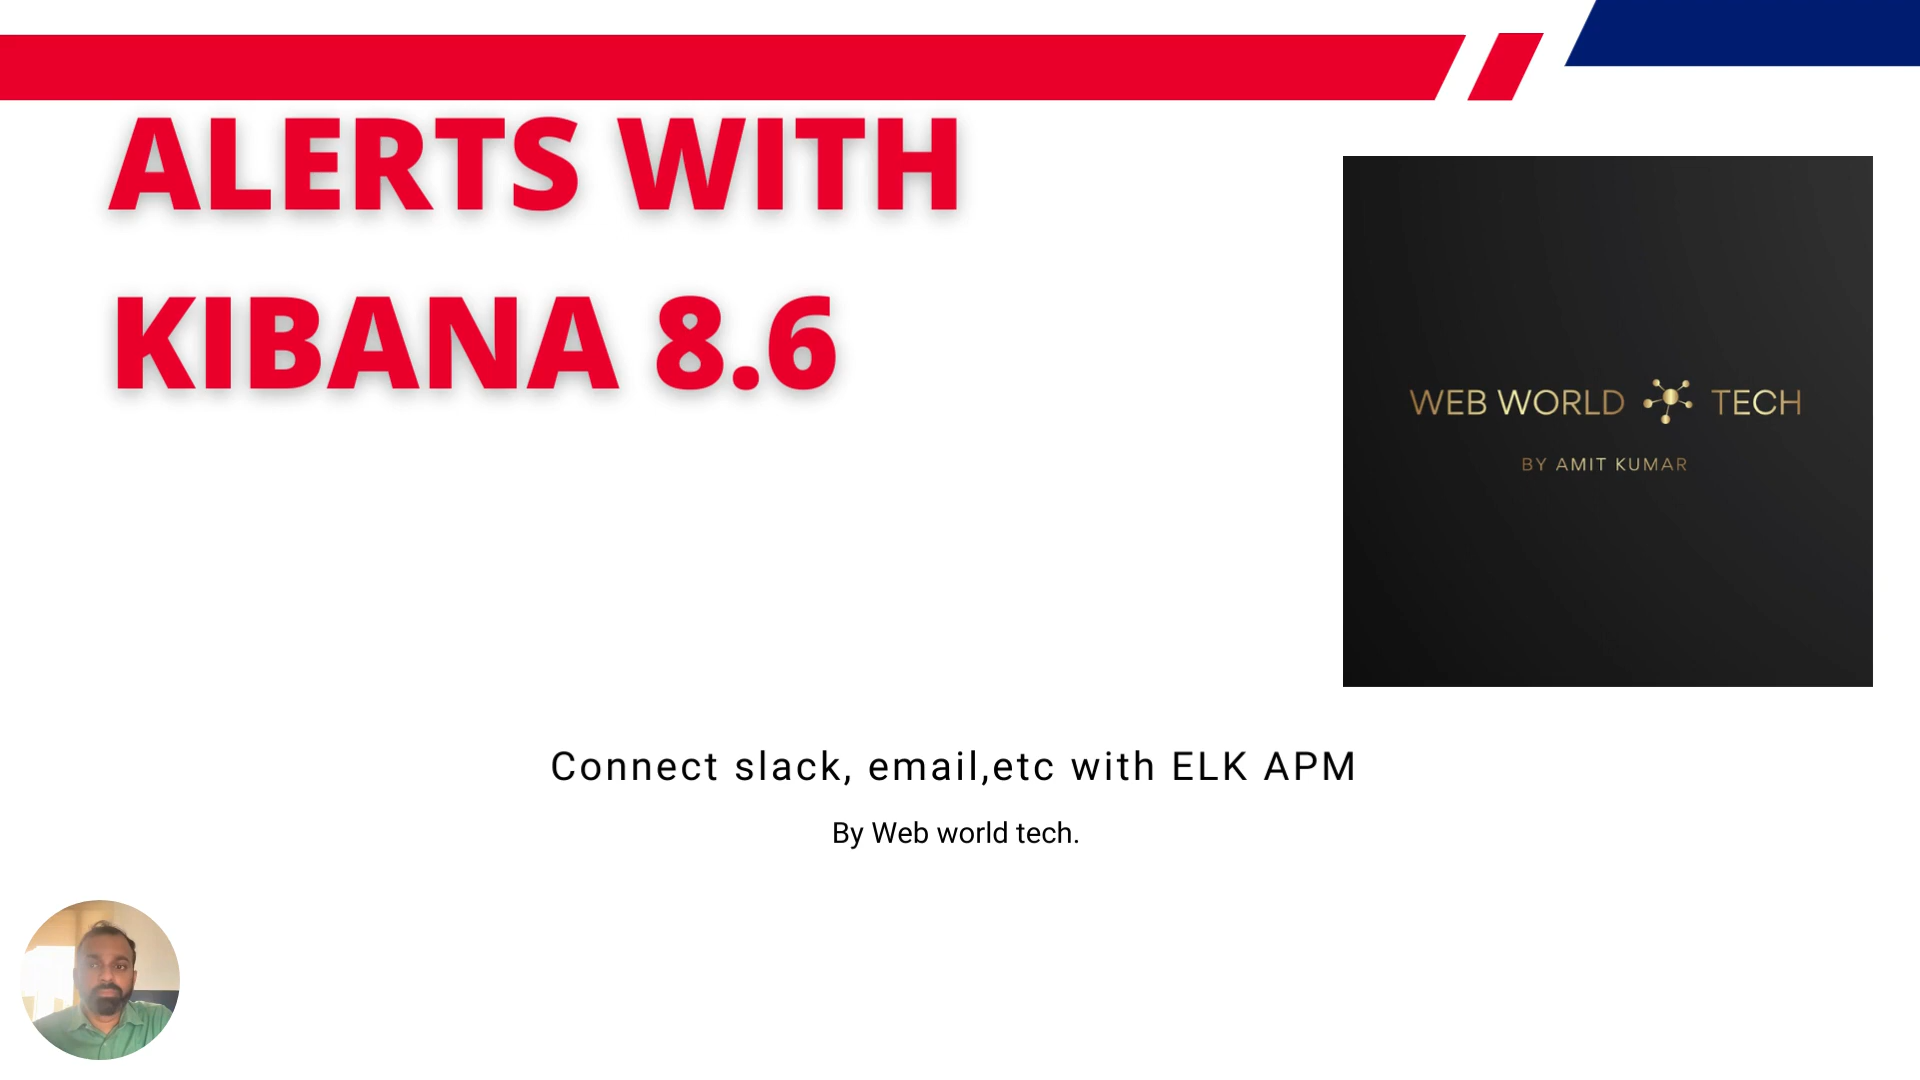 ALERTS WITH
KIBANA 8.6
WEB WORLD TECH
BY AMIT KUMAR
Connect slack, email,etc with ELK APM
By Web world tech.